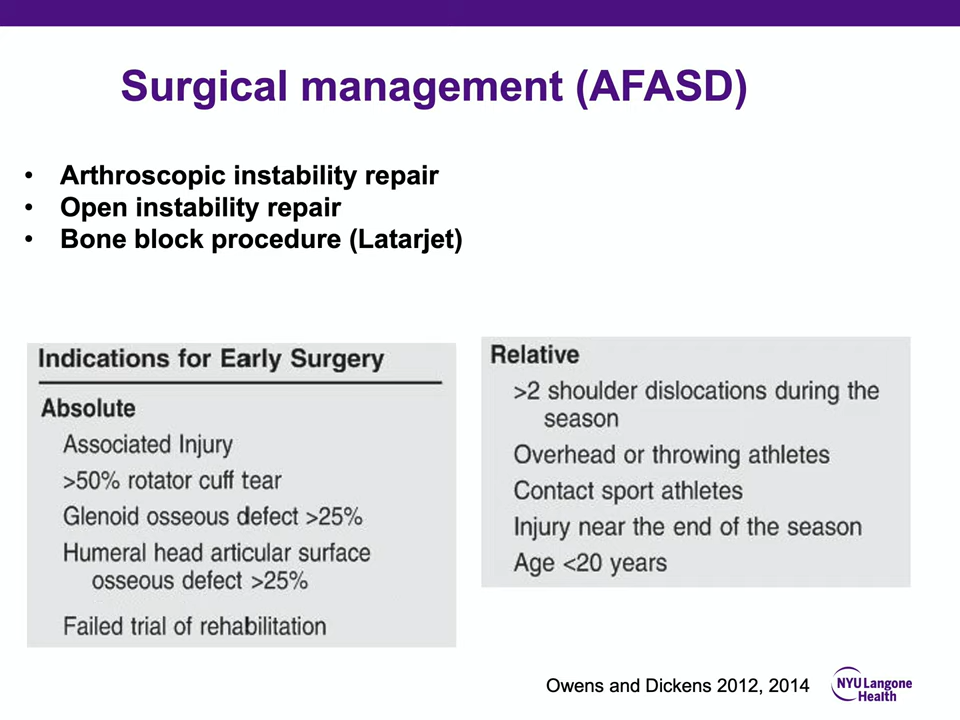 Surgical management (AFASD)
• Arthroscopic instability repair
• Open instability repair
• Bone block procedure (Latarjet)
Indications for Early Surgery
Absolute
Associated Injury
>50% rotator cuff tear
Glenoid osseous defect >25%
Humeral head articular surface
osseous defect >25%
Failed trial of rehabilitation
Relative
>2 shoulder dislocations during the
season
Overhead or throwing athletes
Contact sport athletes
Injury near the end of the season
Age <20 years
Owens and Dickens 2012, 2014
NYU Langone
Health